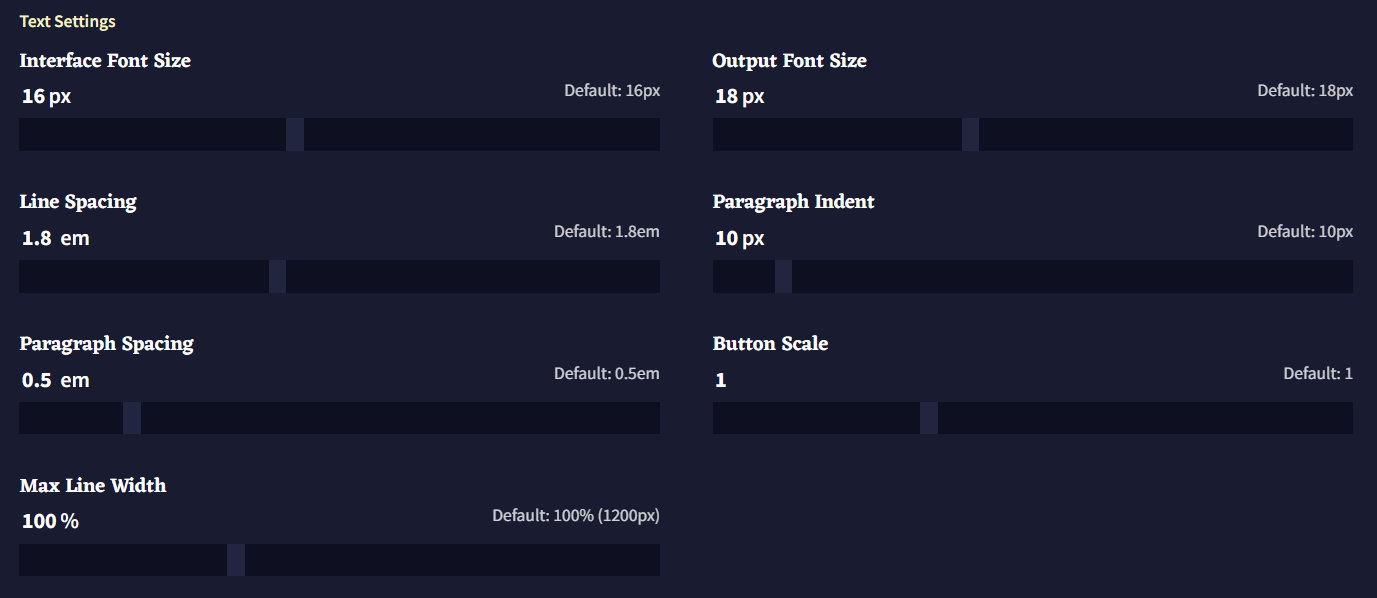 Text Settings
Interface Font Size
16 px
Default: 16px
Output Font Size
18 px
Default: 18px
Line Spacing
1.8 em
Default: 1.8em
Paragraph Indent
10 px
Default: 10px
Paragraph Spacing
0.5 em
Default: 0.5em
Button Scale
1
Default: 1
Max Line Width
100 %
Default: 100% (1200px)